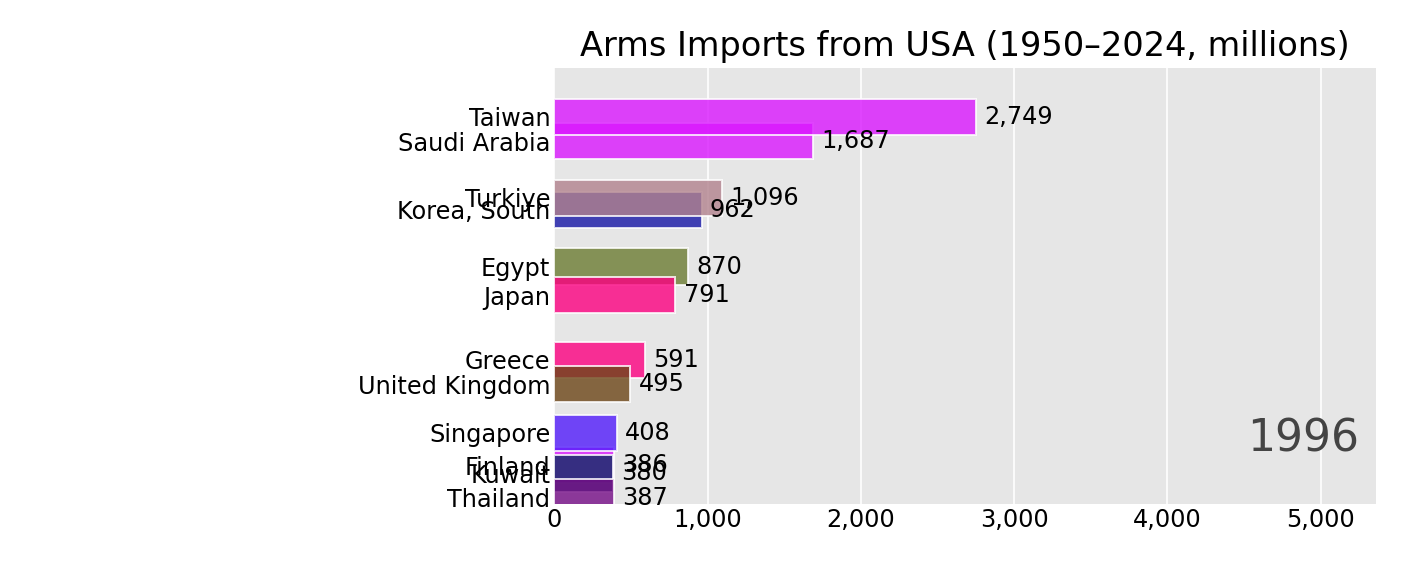 Arms Imports from USA (1950–2024, millions)
Taiwan 2,749
Saudi Arabia 1,687
Turkiye 1,096
Korea, South 962
Egypt 870
Japan 791
Greece 591
United Kingdom 495
Singapore 408
1996
Finland 386
Kuwait 380
Thailand 387
0 1,000 2,000 3,000 4,000 5,000